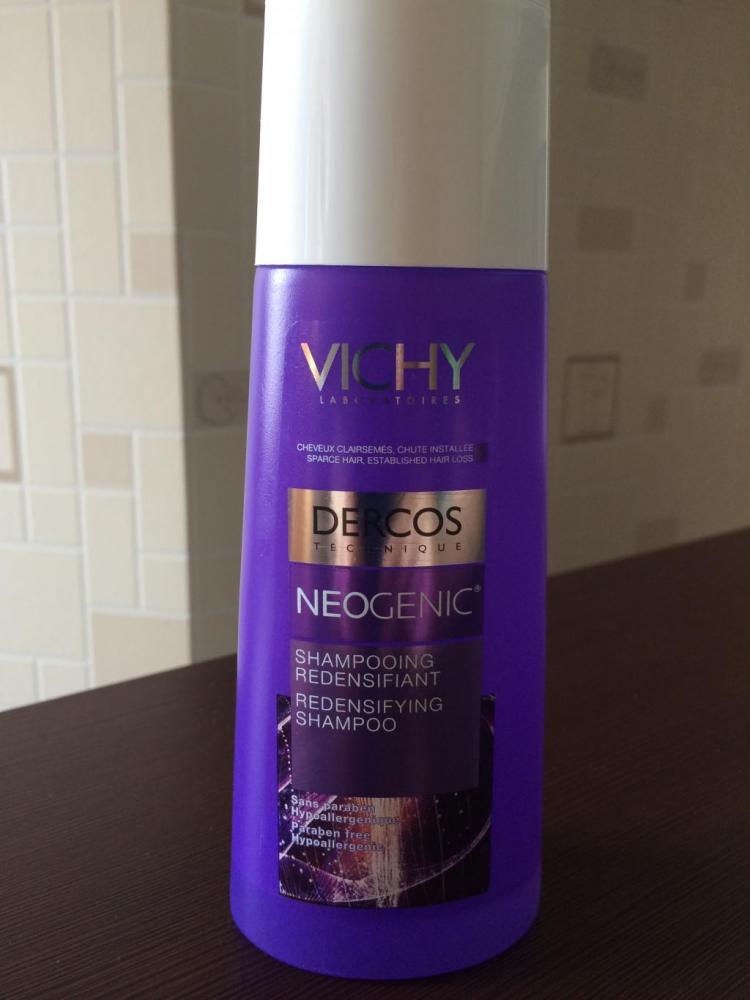 VICHY
LABORATOIRES
CHEVEUX CLAIRSEMÉS, CHUTE INSTALLÉE
SPARCE HAIR, ESTABLISHED HAIR LOSS
DERCOS
TECHNIQUE
NEOGENIC®
SHAMPOOING
REDENSIFIANT
REDENSIFYING
SHAMPOO
Sans paraben
Hypoallergénique
Paraben free
Hypoallergenic